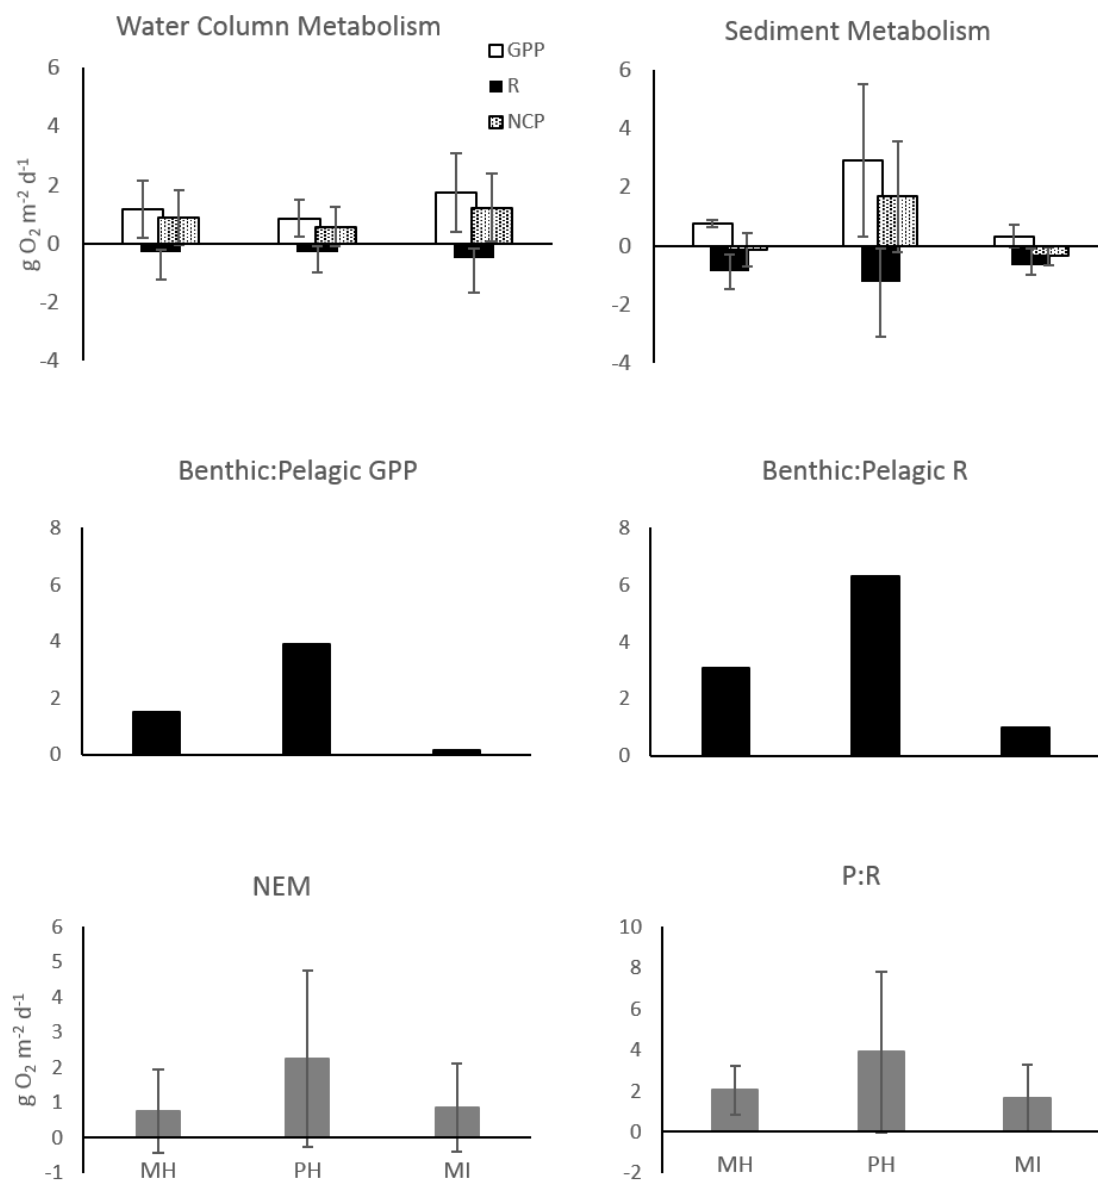 Water Column Metabolism
GPP
R
NCP
6
4
2
0
-2
-4
g O₂ m⁻² d⁻¹
Sediment Metabolism
6
4
2
0
-2
-4
Benthic:Pelagic GPP
8
6
4
2
0
Benthic:Pelagic R
8
6
4
2
0
NEM
6
5
4
3
2
1
0
-1
g O₂ m⁻² d⁻¹
MH PH MI
P:R
10
8
6
4
2
0
-2
MH PH MI